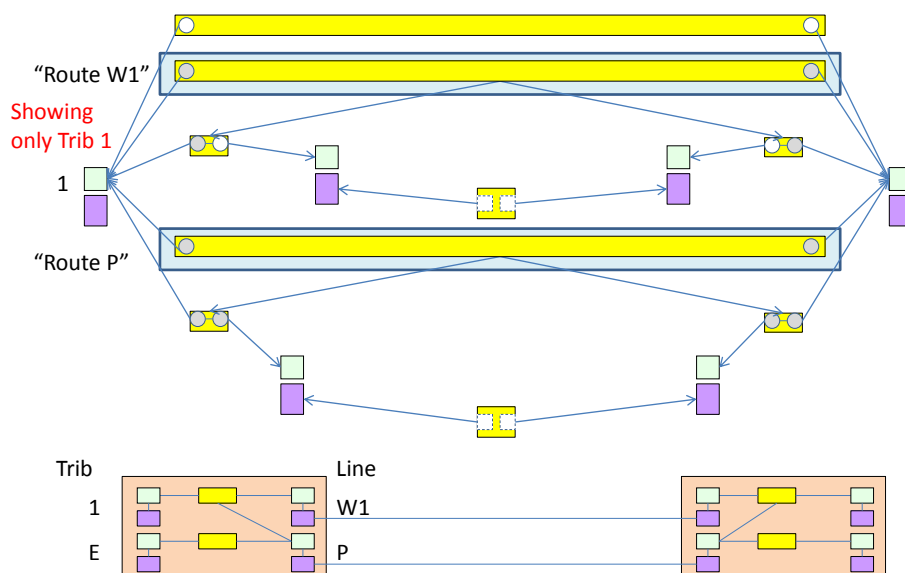 “Route W1”
Showing
only Trib 1
1
“Route P”
Trib
Line
1
W1
E
P